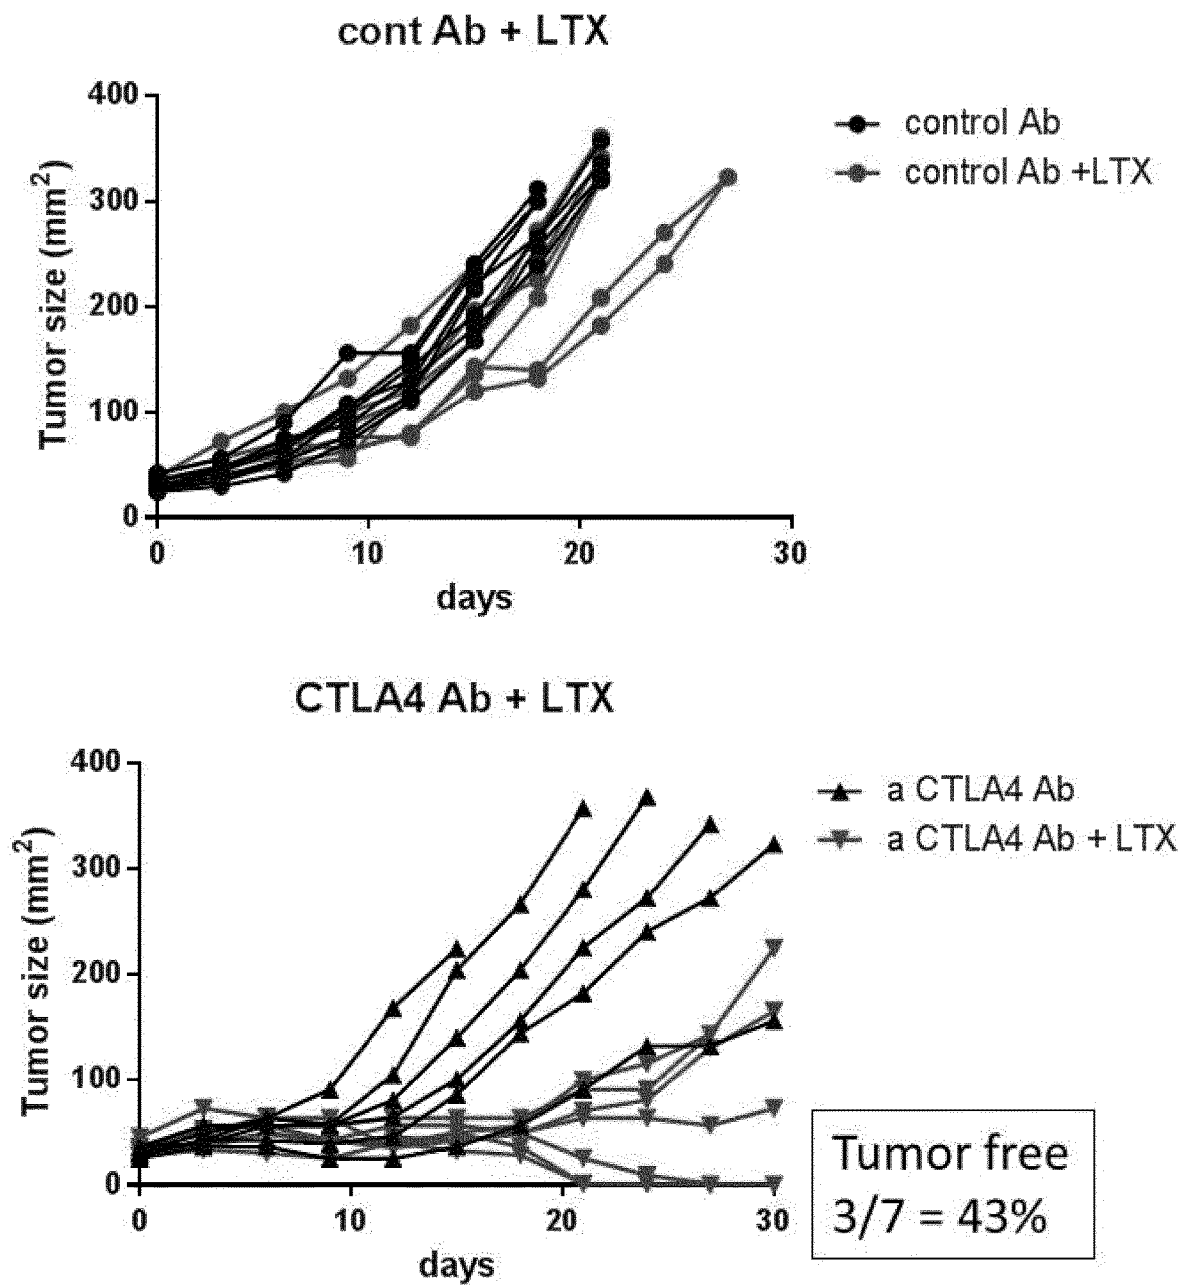 cont Ab + LTX
400
300
200
100
0
Tumor size (mm²)
0 10 20 30
days
control Ab
control Ab +LTX
CTLA4 Ab + LTX
400
300
200
100
0
Tumor size (mm²)
0 10 20 30
days
a CTLA4 Ab
a CTLA4 Ab + LTX
Tumor free
3/7 = 43%